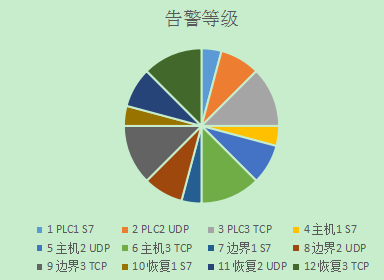 告警等级
1 PLC1 S7 2 PLC2 UDP 3 PLC3 TCP 4 主机1 S7
5 主机2 UDP 6 主机3 TCP 7 边界1 S7 8 边界2 UDP
9 边界3 TCP 10 恢复1 S7 11 恢复2 UDP 12 恢复3 TCP